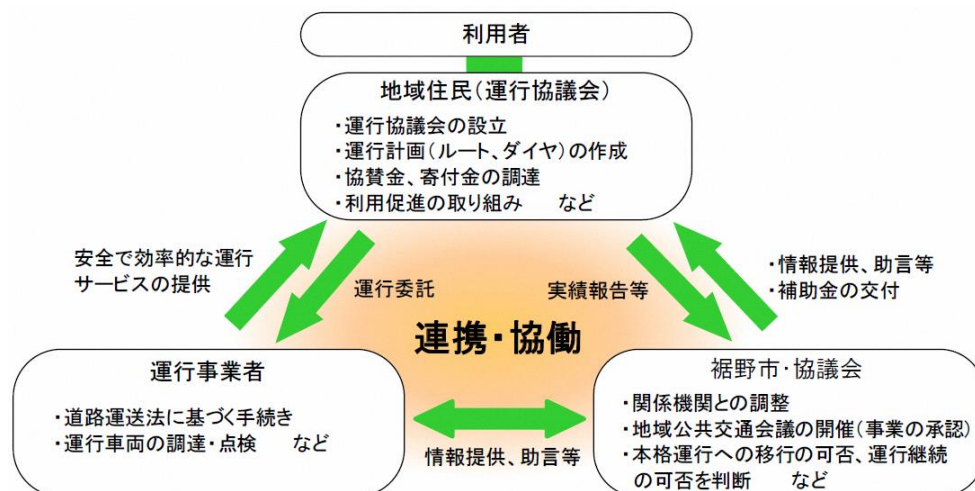 利用者
地域住民(運行協議会)
・運行協議会の設立
・運行計画(ルート、ダイヤ)の作成
・協賛金、寄付金の調達
・利用促進の取り組み　など
安全で効率的な運行
サービスの提供
運行委託
実績報告等
・情報提供、助言等
・補助金の交付
連携・協働
運行事業者
・道路運送法に基づく手続き
・運行車両の調達・点検　など
情報提供、助言等
裾野市・協議会
・関係機関との調整
・地域公共交通会議の開催(事業の承認)
・本格運行への移行の可否、運行継続
の可否を判断　など